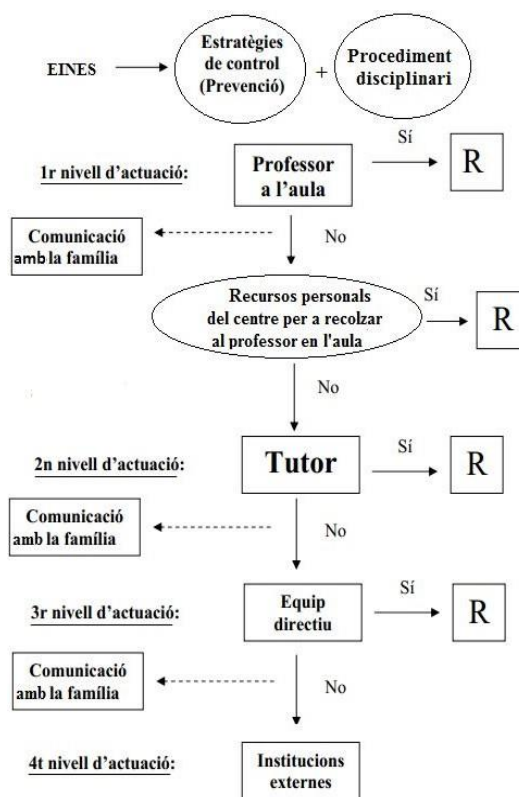 EINES
Estratègies
de control
(Prevenció)
+
Procediment
disciplinari
1r nivell d'actuació:
Professor
a l'aula
Sí
R
Comunicació
amb la família
No
Recursos personals
del centre per a recolzar
al professor en l'aula
Sí
R
No
2n nivell d'actuació:
Tutor
Sí
R
Comunicació
amb la família
No
3r nivell d'actuació:
Equip
directiu
Sí
R
Comunicació
amb la família
No
4t nivell d'actuació:
Institucions
externes